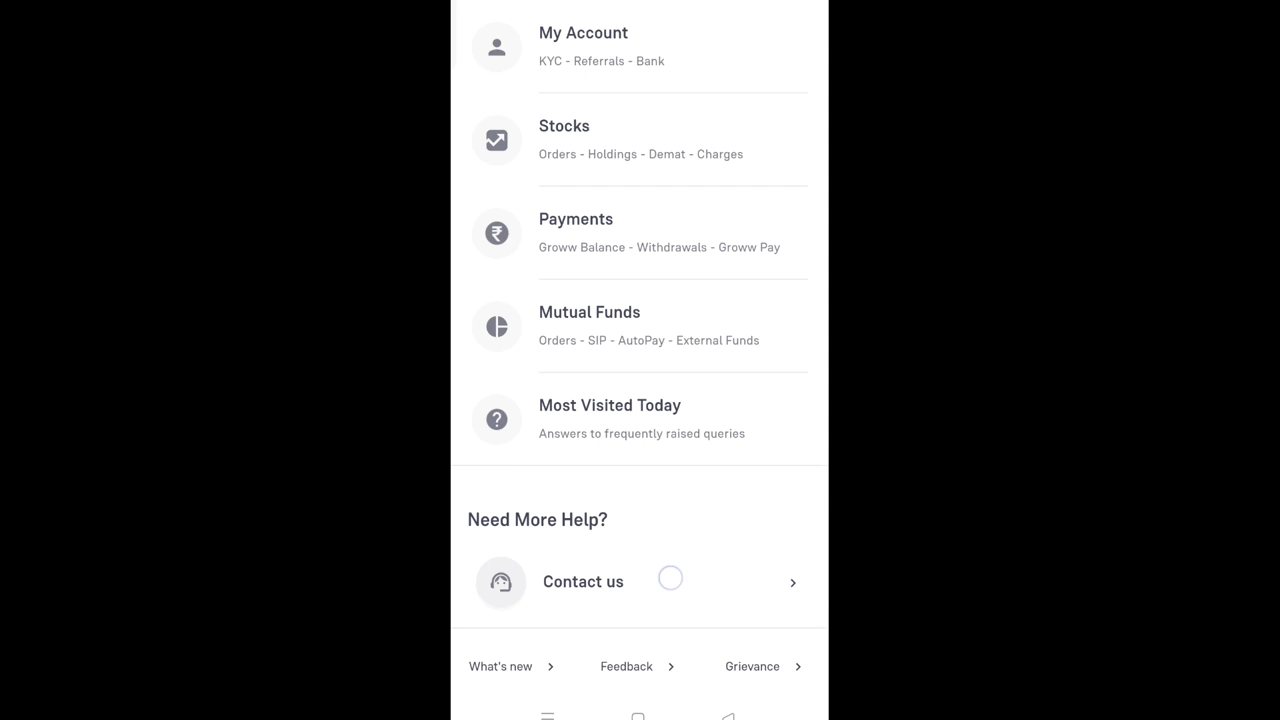 My Account
KYC - Referrals - Bank
Stocks
Orders - Holdings - Demat - Charges
Payments
Groww Balance - Withdrawals - Groww Pay
Mutual Funds
Orders - SIP - AutoPay - External Funds
Most Visited Today
Answers to frequently raised queries
Need More Help?
Contact us
What's new
Feedback
Grievance